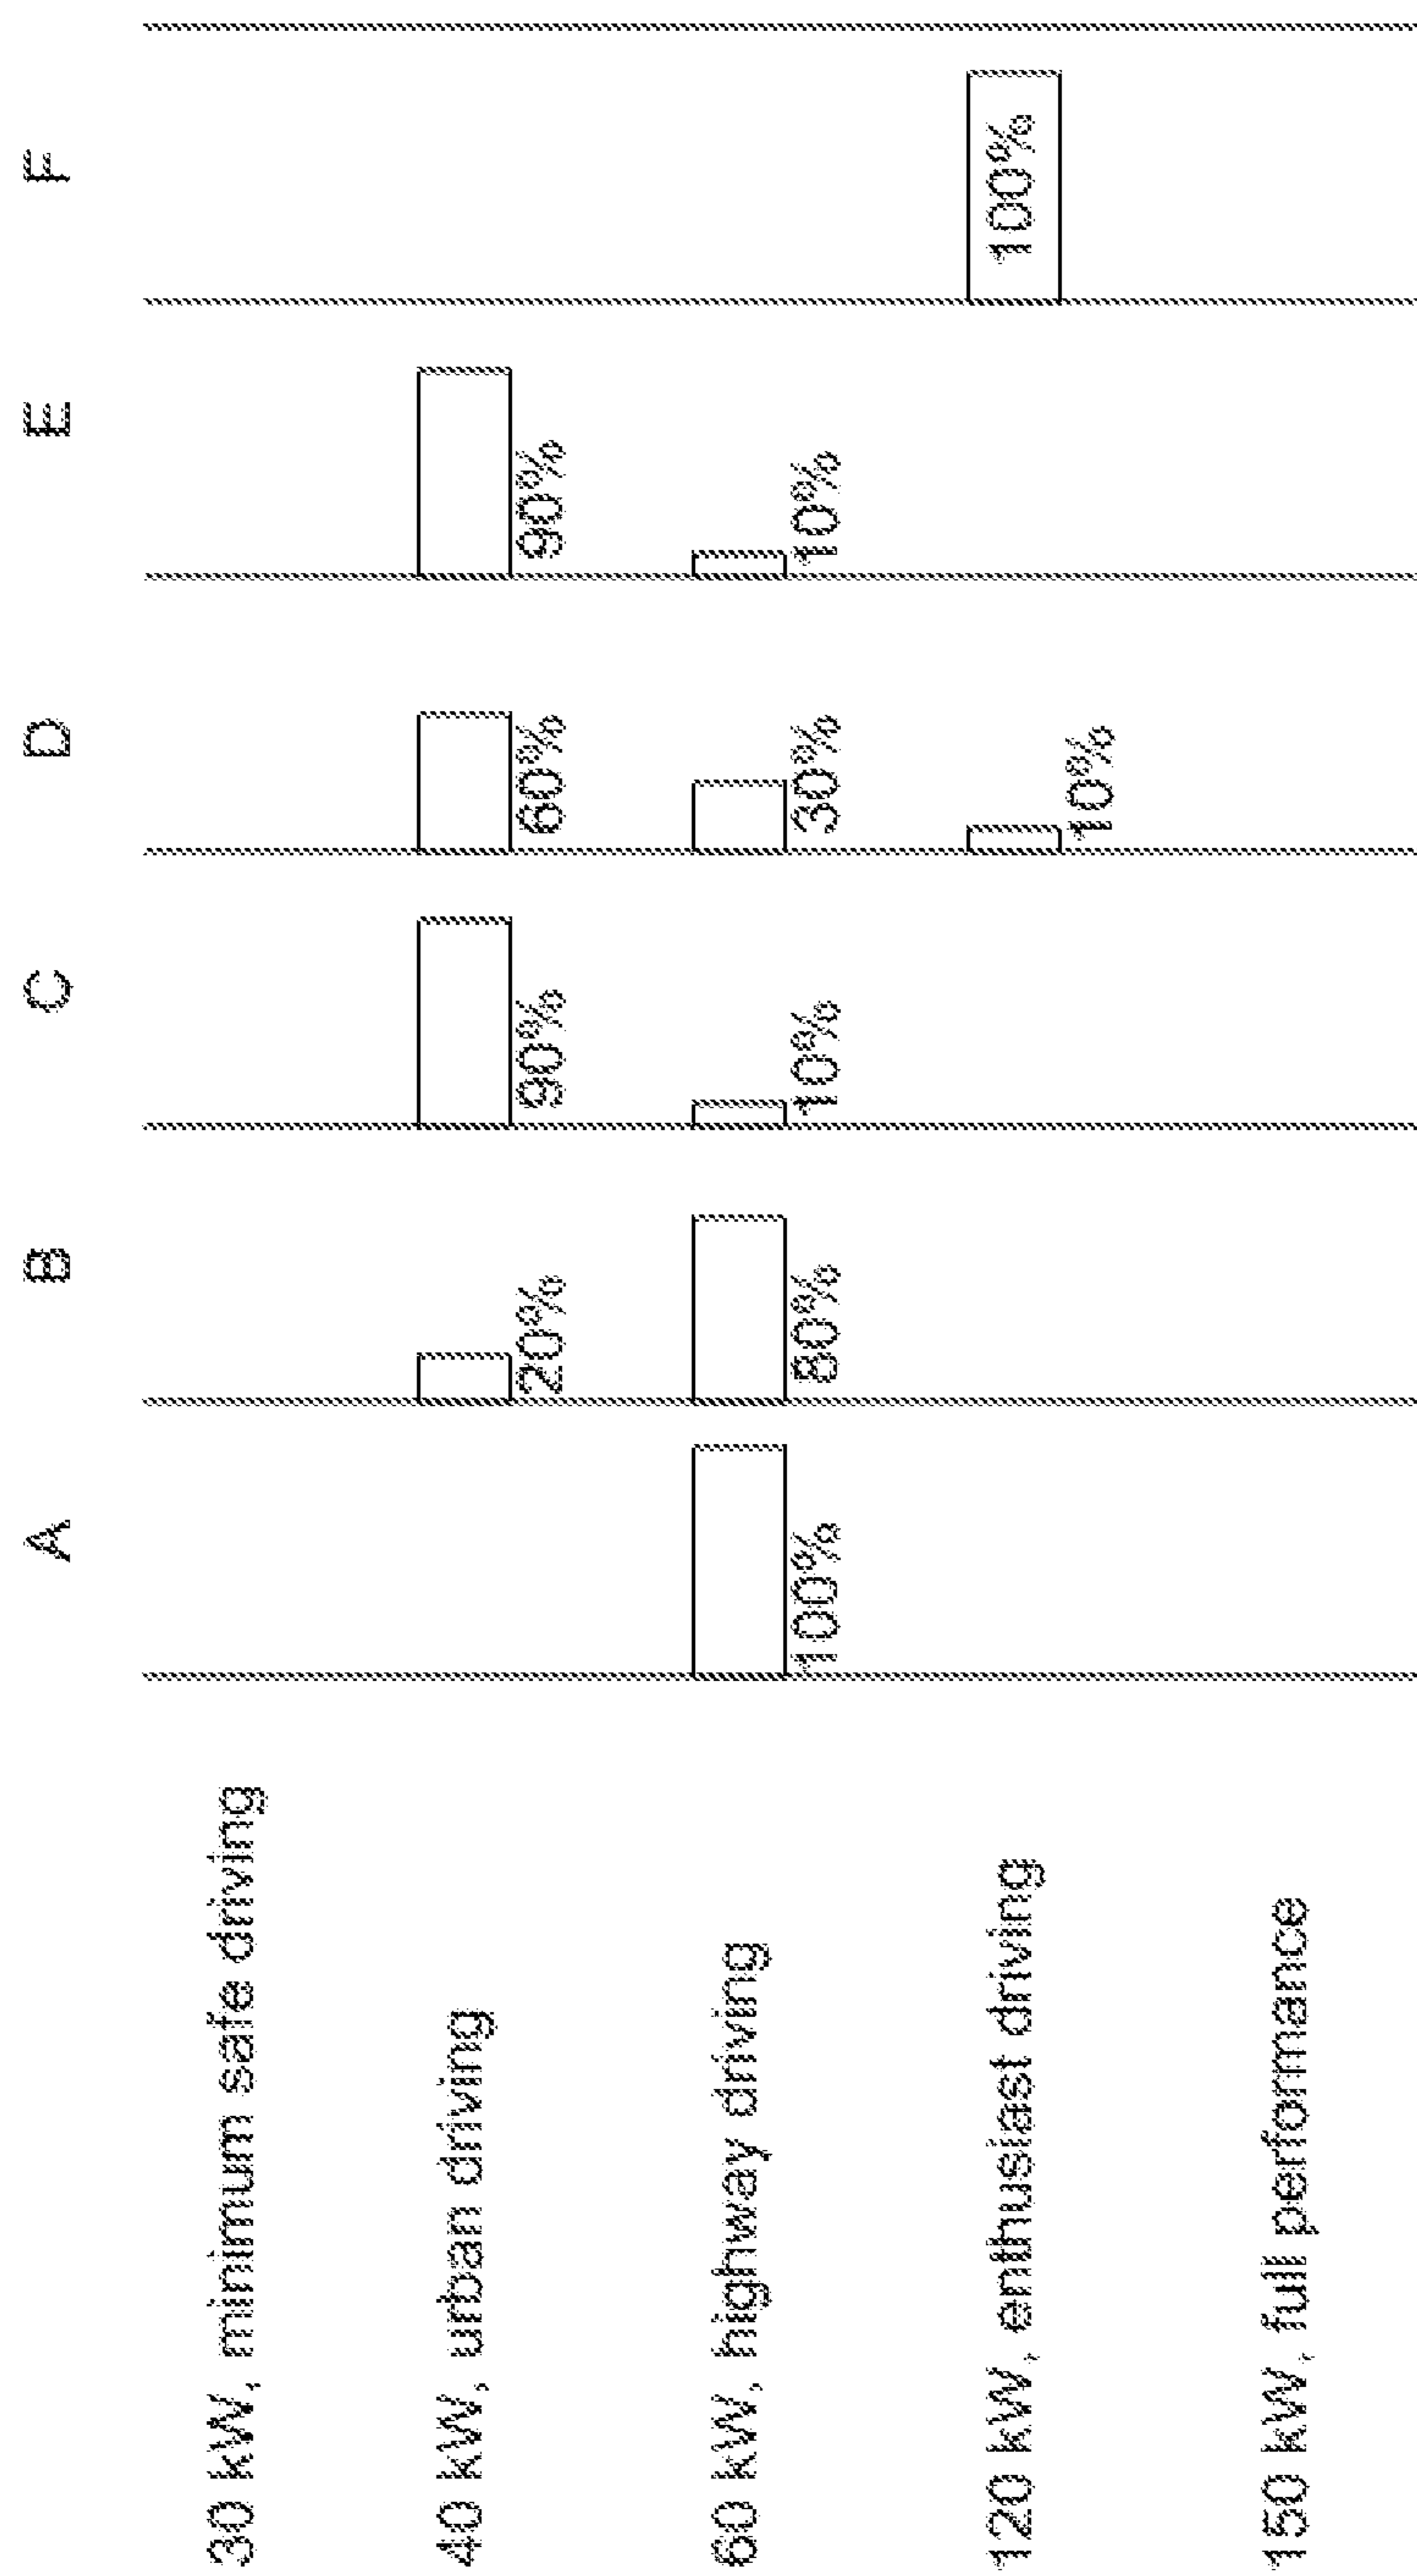 A B C D E F
30 kW, minimum safe driving
40 kW, urban driving 20% 90% 60% 90%
60 kW, highway driving 100% 80% 10% 30% 10%
120 kW, enthusiast driving 10% 100%
150 kW, full performance